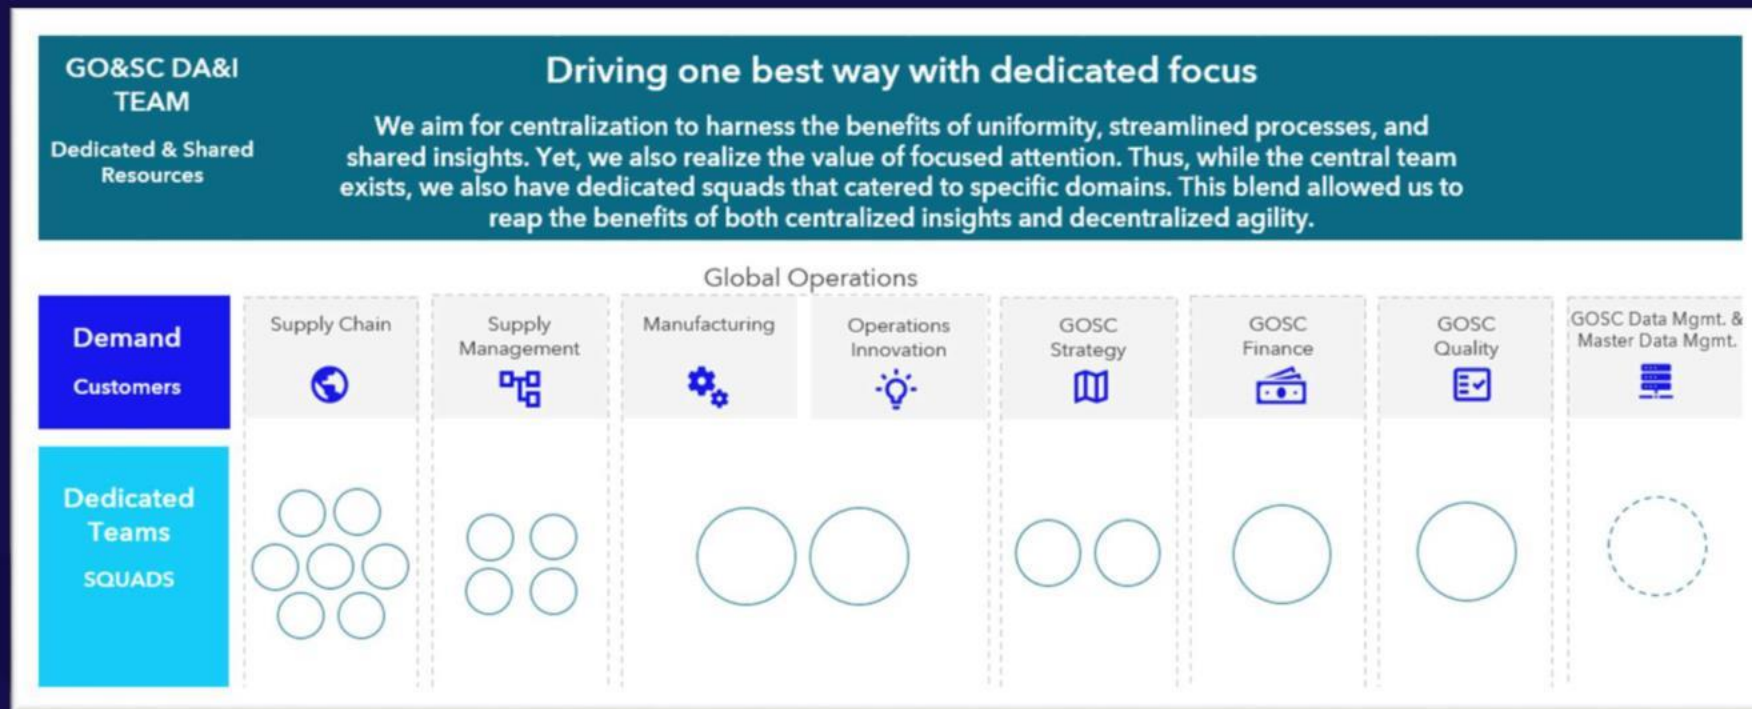 GO&SC DA&I
TEAM
Dedicated & Shared
Resources
Driving one best way with dedicated focus
We aim for centralization to harness the benefits of uniformity, streamlined processes, and
shared insights. Yet, we also realize the value of focused attention. Thus, while the central team
exists, we also have dedicated squads that catered to specific domains. This blend allowed us to
reap the benefits of both centralized insights and decentralized agility.
Global Operations
Demand
Customers
Supply Chain
Supply
Management
Manufacturing
Operations
Innovation
GOSC
Strategy
GOSC
Finance
GOSC
Quality
GOSC Data Mgmt. &
Master Data Mgmt.
Dedicated
Teams
SQUADS